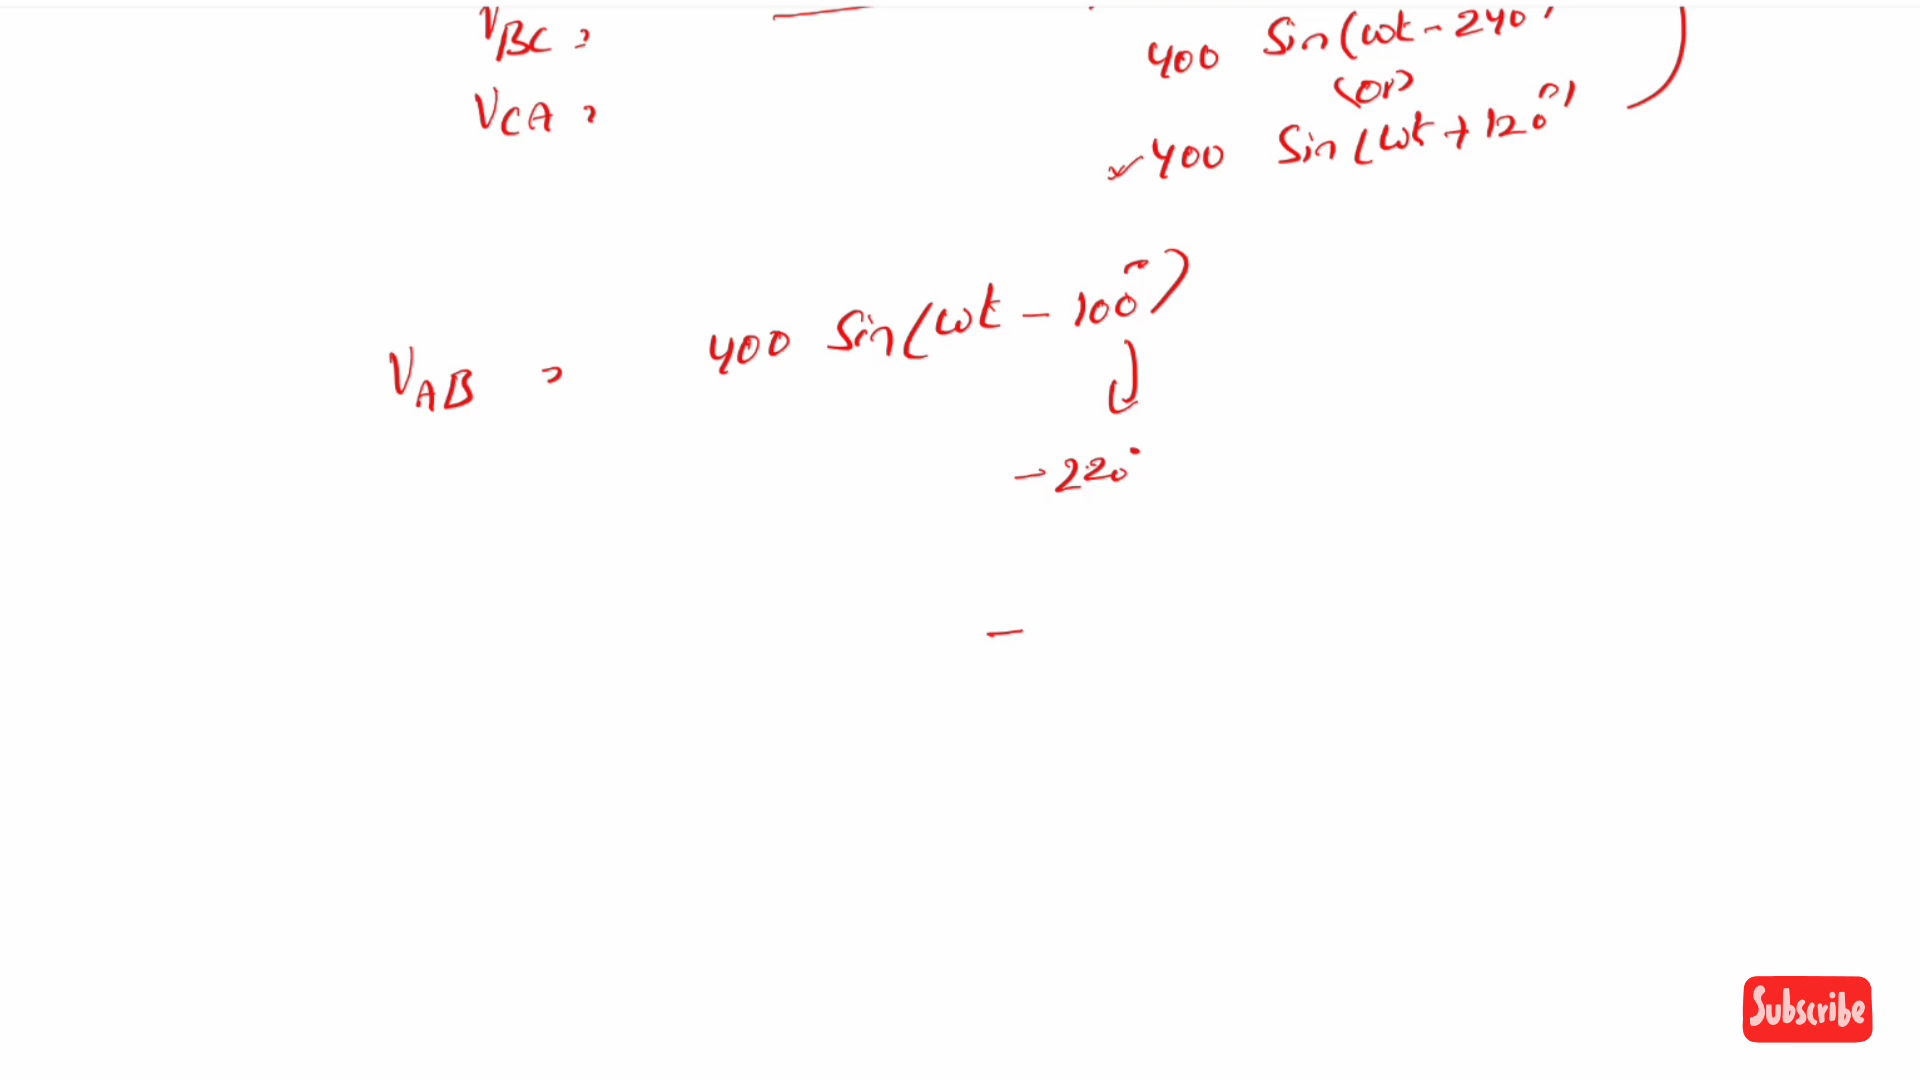 VBC =
400 Sin(ωt - 240°
VCA =
(or)
400 Sin(ωt + 120°)
VAB = 400 Sin(ωt - 100°)
- 220°
-
Subscribe